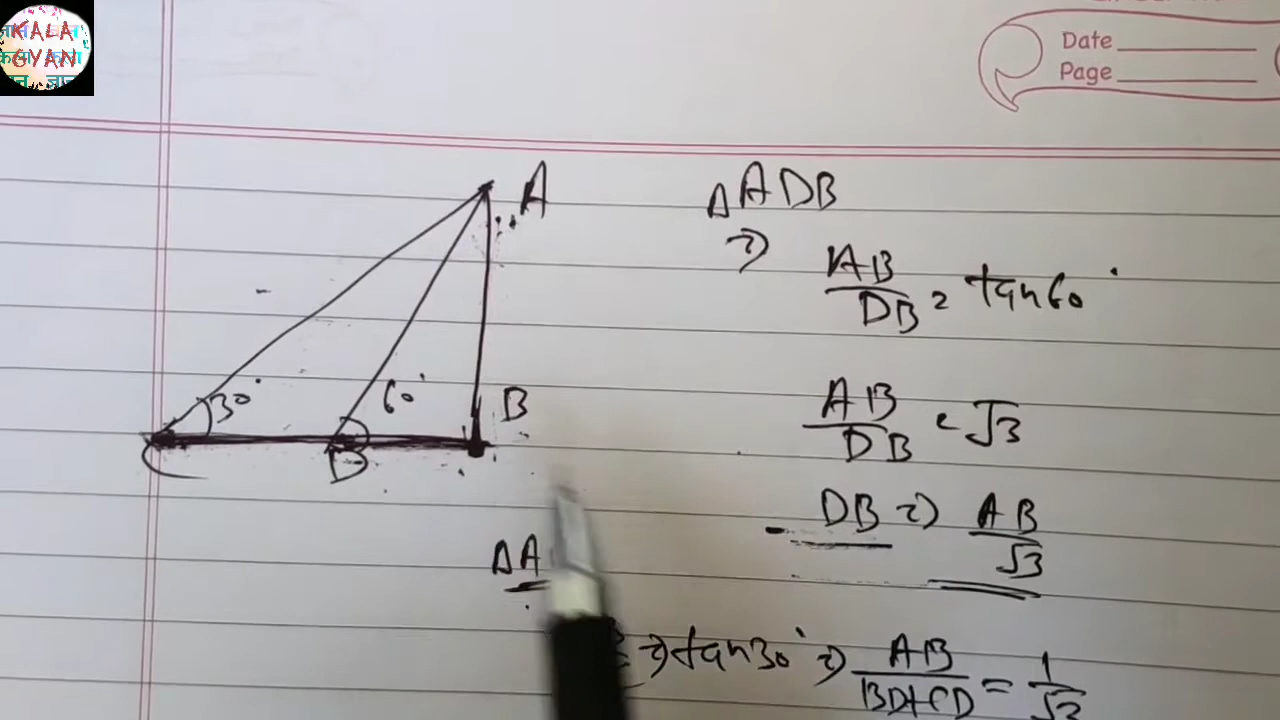 KALA
GYAN
Date
Page
A
30°
60°
B
C
D
ΔADB
⇒
AB/DB = tan60°
AB/DB = √3
DB ⇒ AB/√3
ΔA
⇒ tan30° ⇒ AB/BD+CD = 1/√3